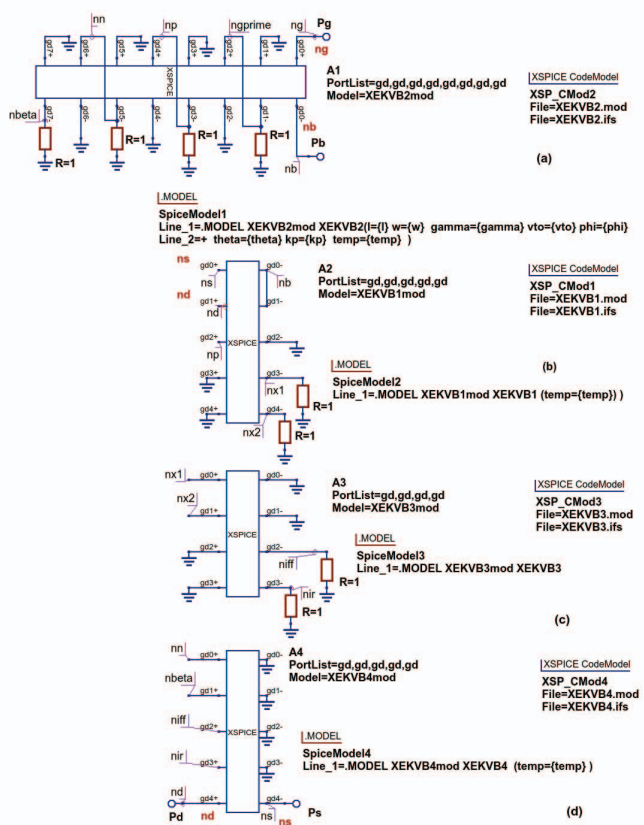 nn
np
ngprime
ng
Pg
ng
gd7+
gd6+
gd5+
gd4+
gd3+
gd2+
gd1+
gd0+
XSPICE
A1
PortList=gd,gd,gd,gd,gd,gd,gd,gd
Model=XEKVB2mod
XSPICE CodeModel
XSP_CMod2
File=XEKVB2.mod
File=XEKVB2.ifs
gd7-
gd6-
gd5-
gd4-
gd3-
gd2-
gd1-
gd0-
nbeta
nb
R=1
R=1
R=1
R=1
Pb
nb
(a)
.MODEL
SpiceModel1
Line_1=.MODEL XEKVB2mod XEKVB2(l={l} w={w} gamma={gamma} vto={vto} phi={phi}
Line_2=+ theta={theta} kp={kp} temp={temp} )
ns
gd0+
gd0-
ns
nb
A2
PortList=gd,gd,gd,gd,gd
Model=XEKVB1mod
XSPICE CodeModel
XSP_CMod1
File=XEKVB1.mod
File=XEKVB1.ifs
nd
gd1+
gd1-
nd
gd2+
XSPICE
gd2-
np
(b)
gd3+
gd3-
nx1
.MODEL
SpiceModel2
Line_1=.MODEL XEKVB1mod XEKVB1 (temp={temp}) )
R=1
gd4+
gd4-
nx2
R=1
nx1
gd0+
gd0-
A3
PortList=gd,gd,gd,gd
Model=XEKVB3mod
XSPICE CodeModel
XSP_CMod3
File=XEKVB3.mod
File=XEKVB3.ifs
nx2
gd1+
gd1-
XSPICE
gd2+
gd2-
niff
.MODEL
SpiceModel3
Line_1=.MODEL XEKVB3mod XEKVB3
R=1
gd3+
gd3-
nir
R=1
(c)
nn
gd0+
gd0-
A4
PortList=gd,gd,gd,gd,gd
Model=XEKVB4mod
XSPICE CodeModel
XSP_CMod4
File=XEKVB4.mod
File=XEKVB4.ifs
nbeta
gd1+
gd1-
niff
gd2+
XSPICE
gd2-
.MODEL
SpiceModel4
Line_1=.MODEL XEKVB4mod XEKVB4 (temp={temp} )
nir
gd3+
gd3-
nd
gd4+
gd4-
Pd
nd
ns
ns
Ps
(d)